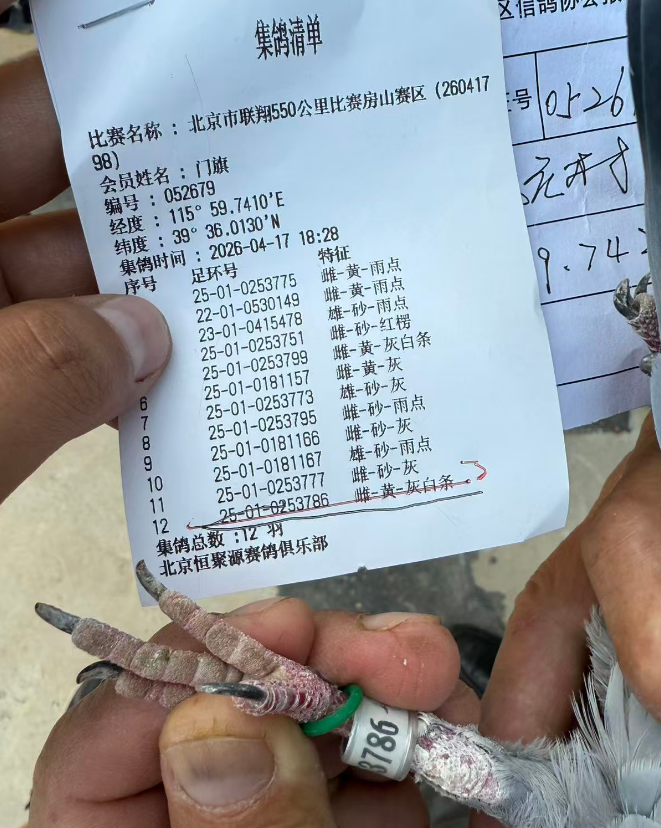 集鸽清单
比赛名称 : 北京市联翔550公里比赛房山赛区 (260417
98)
会员姓名 : 门旗
编号 : 052679
经度 : 115° 59.7410'E
纬度 : 39° 36.0130'N
集鸽时间 : 2026-04-17 18:28
序号 足环号 特征
25-01-0253775 雌-黄-雨点
22-01-0530149 雌-黄-雨点
23-01-0415478 雄-砂-雨点
25-01-0253751 雌-砂-红楞
25-01-0253799 雌-黄-灰白条
6 25-01-0181157 雌-黄-灰
7 25-01-0253773 雄-砂-灰
8 25-01-0253795 雌-砂-雨点
9 25-01-0181166 雌-砂-灰
10 25-01-0181167 雄-砂-雨点
11 25-01-0253777 雌-砂-灰
12 25-01-0253786 雌-黄-灰白条
集鸽总数 :12 羽
北京恒聚源赛鸽俱乐部
区信鸽协会
号 0526
9.74
3786